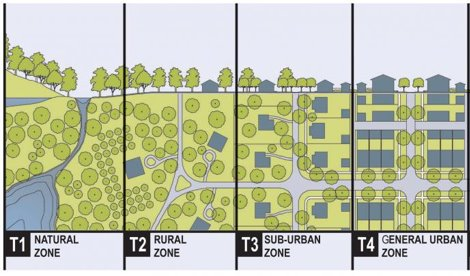 T1 NATURAL
ZONE
T2 RURAL
ZONE
T3 SUB-URBAN
ZONE
T4 GENERAL URBAN
ZONE